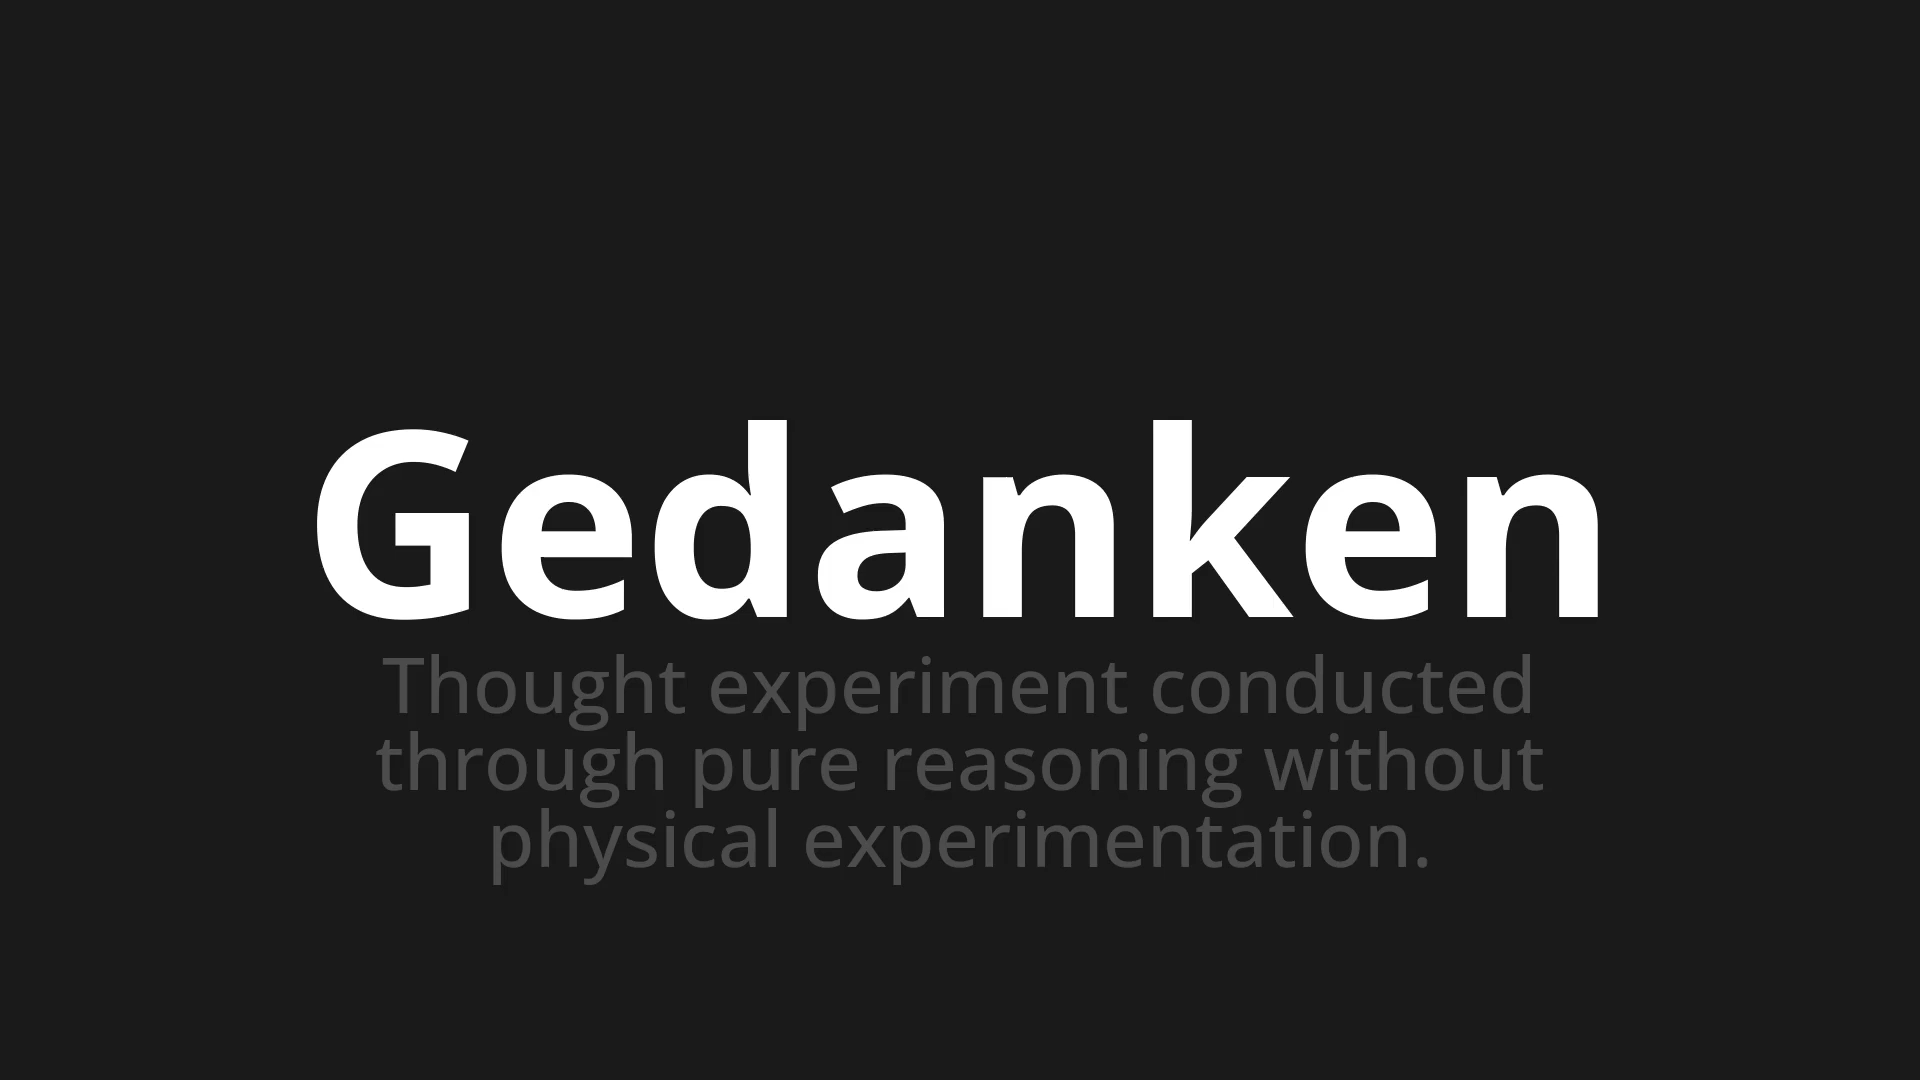 Gedanken
Thought experiment conducted
through pure reasoning without
physical experimentation.